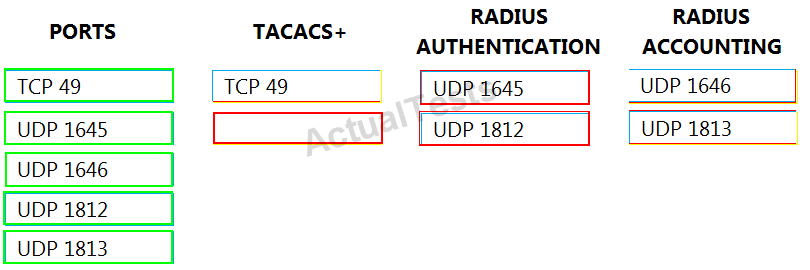 PORTS
TACACS+
RADIUS
AUTHENTICATION
RADIUS
ACCOUNTING
TCP 49
TCP 49
UDP 1645
UDP 1646
UDP 1645
UDP 1812
UDP 1813
UDP 1646
UDP 1812
UDP 1813
ActualTests